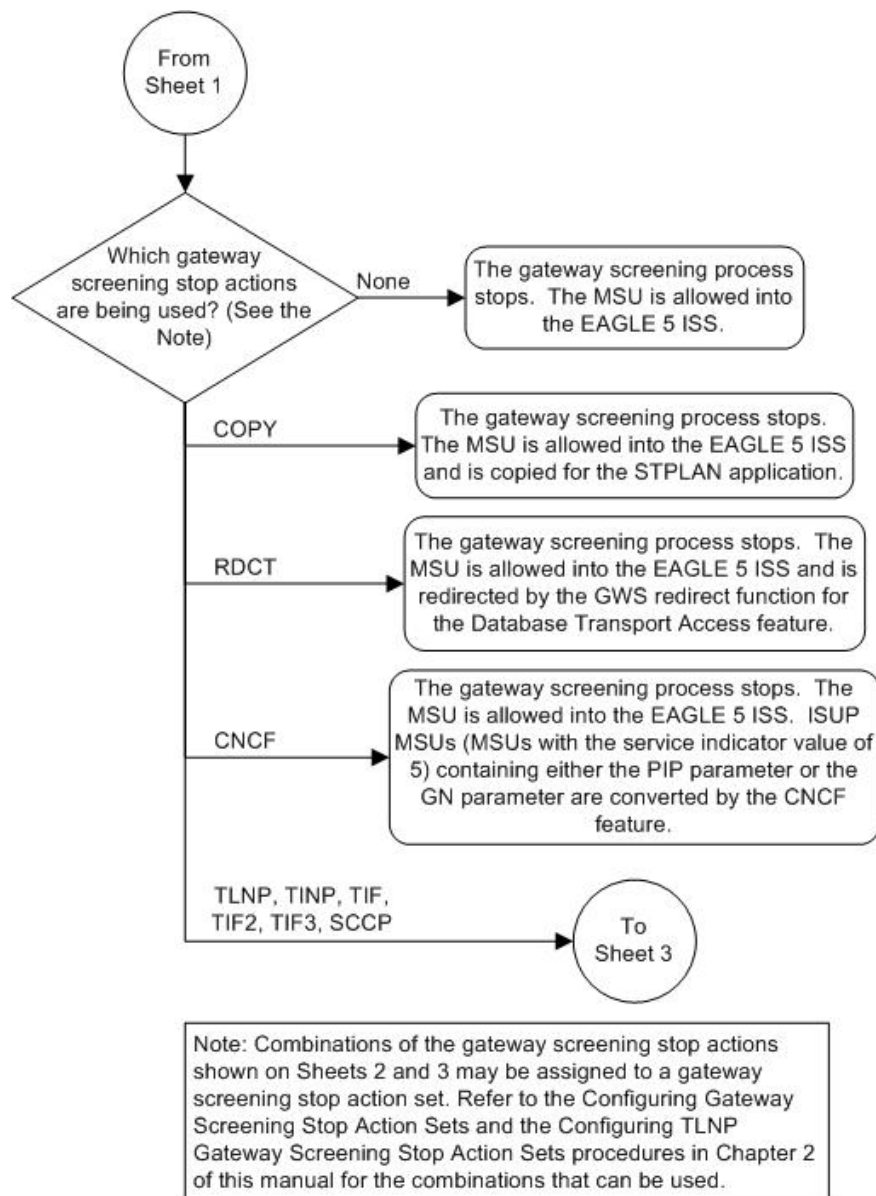 From
Sheet 1
Which gateway
screening stop actions
are being used? (See the
Note)
None
The gateway screening process
stops. The MSU is allowed into
the EAGLE 5 ISS.
COPY
The gateway screening process stops.
The MSU is allowed into the EAGLE 5 ISS
and is copied for the STPLAN application.
RDCT
The gateway screening process stops. The
MSU is allowed into the EAGLE 5 ISS and is
redirected by the GWS redirect function for
the Database Transport Access feature.
CNCF
The gateway screening process stops. The
MSU is allowed into the EAGLE 5 ISS. ISUP
MSUs (MSUs with the service indicator value of
5) containing either the PIP parameter or the
GN parameter are converted by the CNCF
feature.
TLNP, TINP, TIF,
TIF2, TIF3, SCCP
To
Sheet 3
Note: Combinations of the gateway screening stop actions
shown on Sheets 2 and 3 may be assigned to a gateway
screening stop action set. Refer to the Configuring Gateway
Screening Stop Action Sets and the Configuring TLNP
Gateway Screening Stop Action Sets procedures in Chapter 2
of this manual for the combinations that can be used.